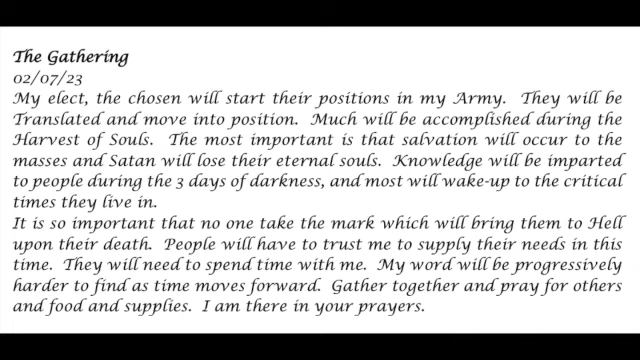 The Gathering
02/07/23
My elect, the chosen will start their positions in my Army. They will be
Translated and move into position. Much will be accomplished during the
Harvest of Souls. The most important is that salvation will occur to the
masses and Satan will lose their eternal souls. Knowledge will be imparted
to people during the 3 days of darkness, and most will wake-up to the critical
times they live in.
It is so important that no one take the mark which will bring them to Hell
upon their death. People will have to trust me to supply their needs in this
time. They will need to spend time with me. My word will be progressively
harder to find as time moves forward. Gather together and pray for others
and food and supplies. I am there in your prayers.